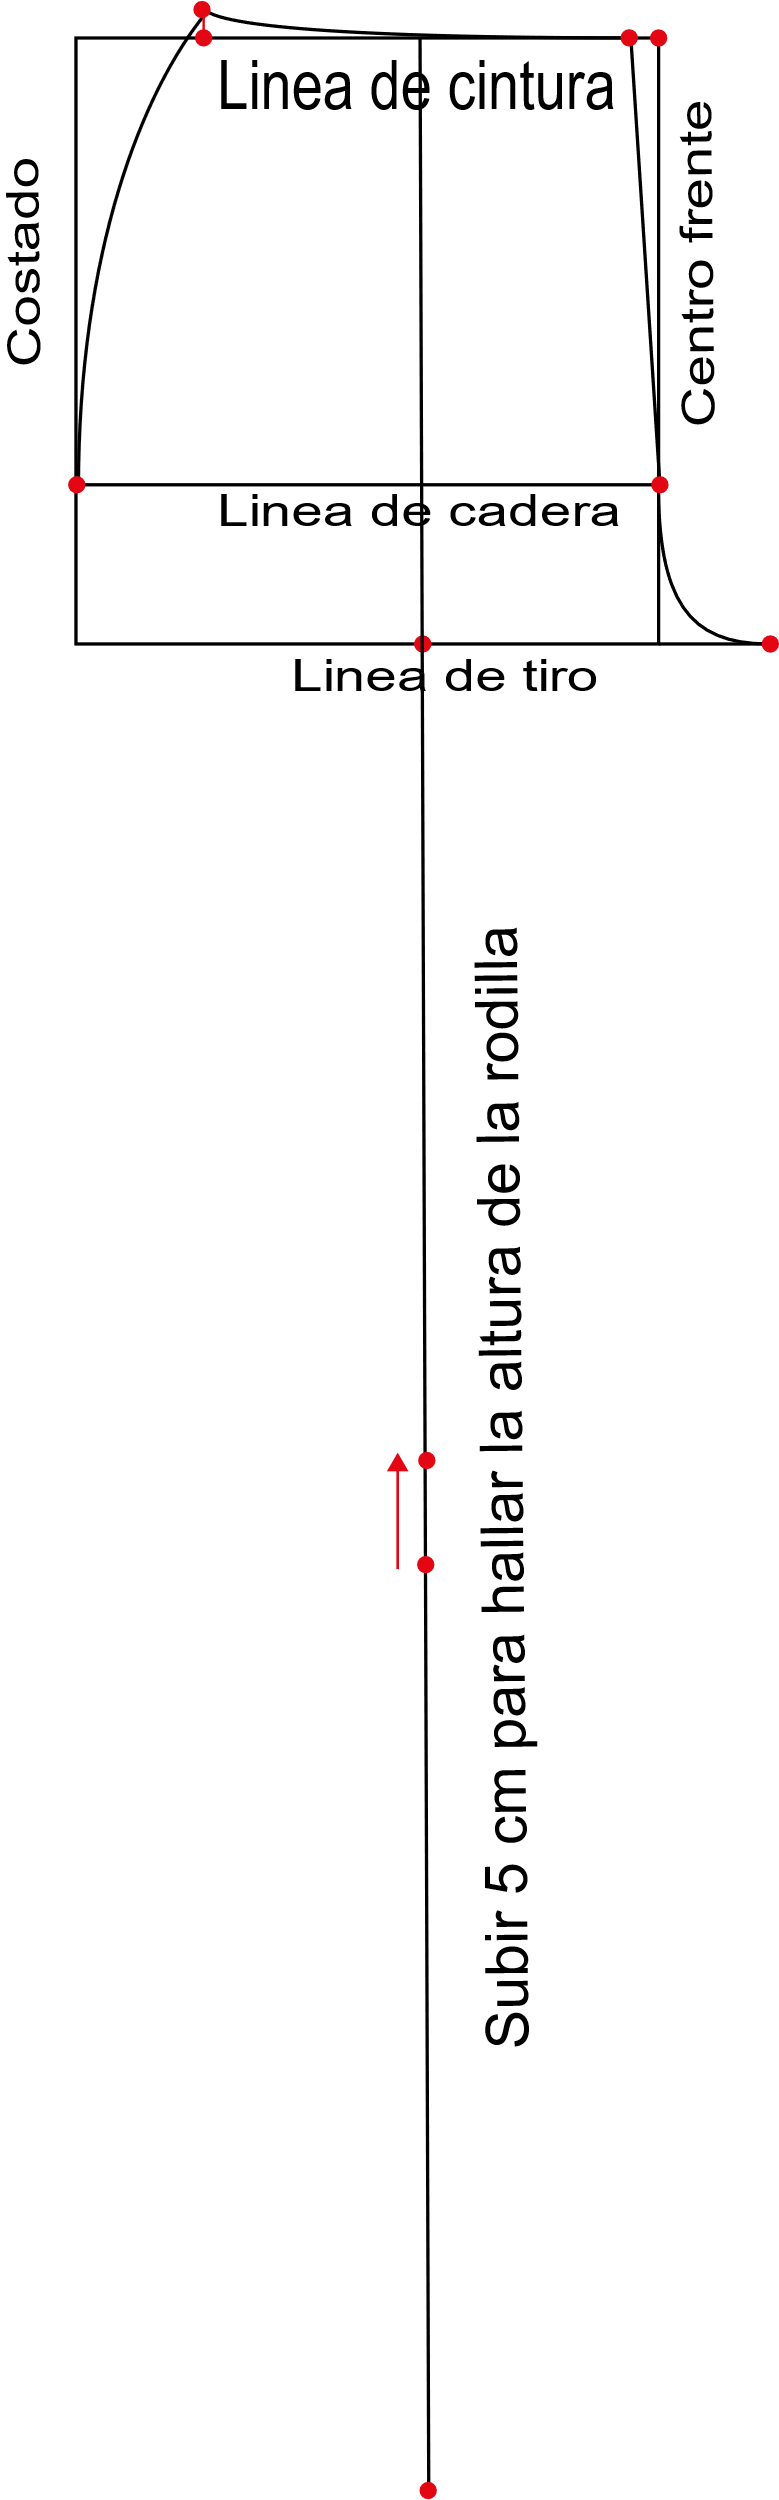 Linea de cintura
Costado
Centro frente
Linea de cadera
Linea de tiro
Subir 5 cm para hallar la altura de la rodilla